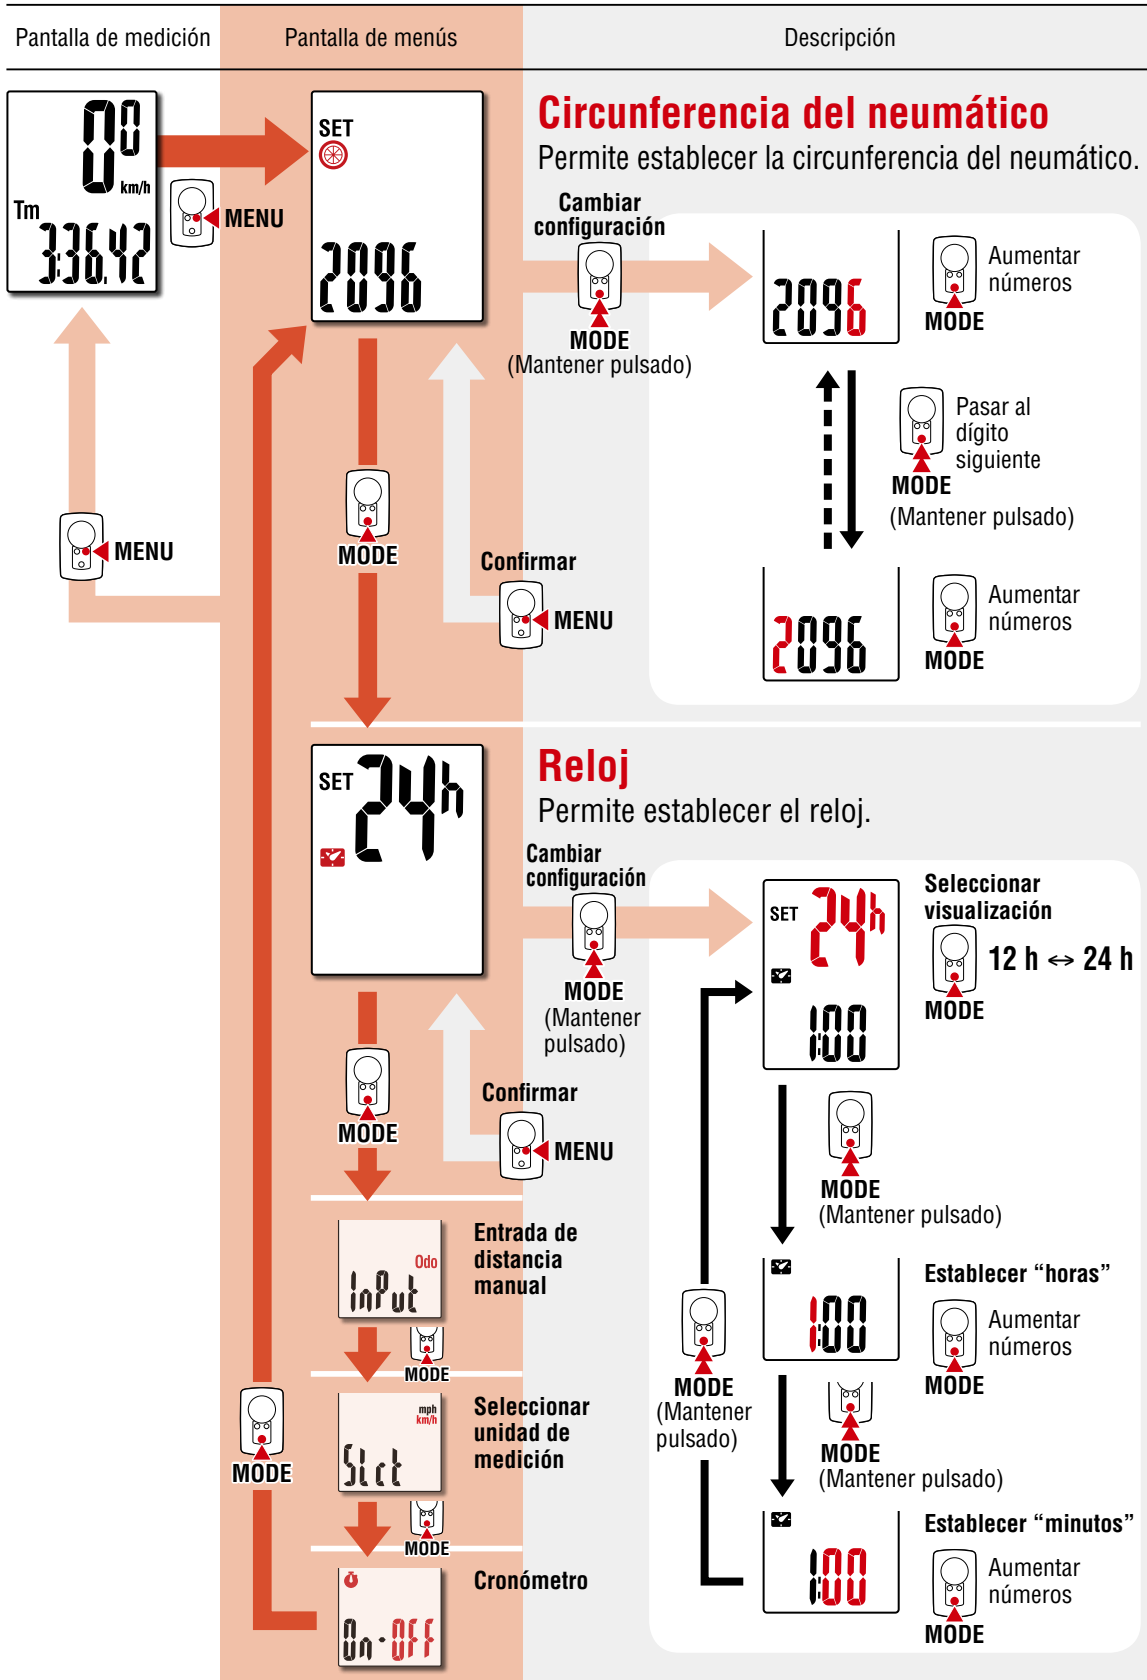 Pantalla de medición
Pantalla de menús
Descripción
00
km/h
Tm
3:36.42
MENU
SET
2096
Circunferencia del neumático
Permite establecer la circunferencia del neumático.
Cambiar
configuración
MODE
(Mantener pulsado)
2096
Aumentar
números
MODE
Pasar al
dígito
siguiente
MODE
(Mantener pulsado)
2096
Aumentar
números
MODE
MODE
Confirmar
MENU
MENU
SET
24h
Reloj
Permite establecer el reloj.
Cambiar
configuración
MODE
(Mantener
pulsado)
SET
24h
1:00
Seleccionar
visualización
12 h ↔ 24 h
MODE
MODE
(Mantener pulsado)
MODE
Confirmar
MENU
1:00
Establecer “horas”
Aumentar
números
MODE
MODE
(Mantener
pulsado)
MODE
(Mantener pulsado)
1:00
Establecer “minutos”
Aumentar
números
MODE
Odo
InPut
Entrada de
distancia
manual
MODE
mph
km/h
Slct
Seleccionar
unidad de
medición
MODE
MODE
On-OFF
Cronómetro